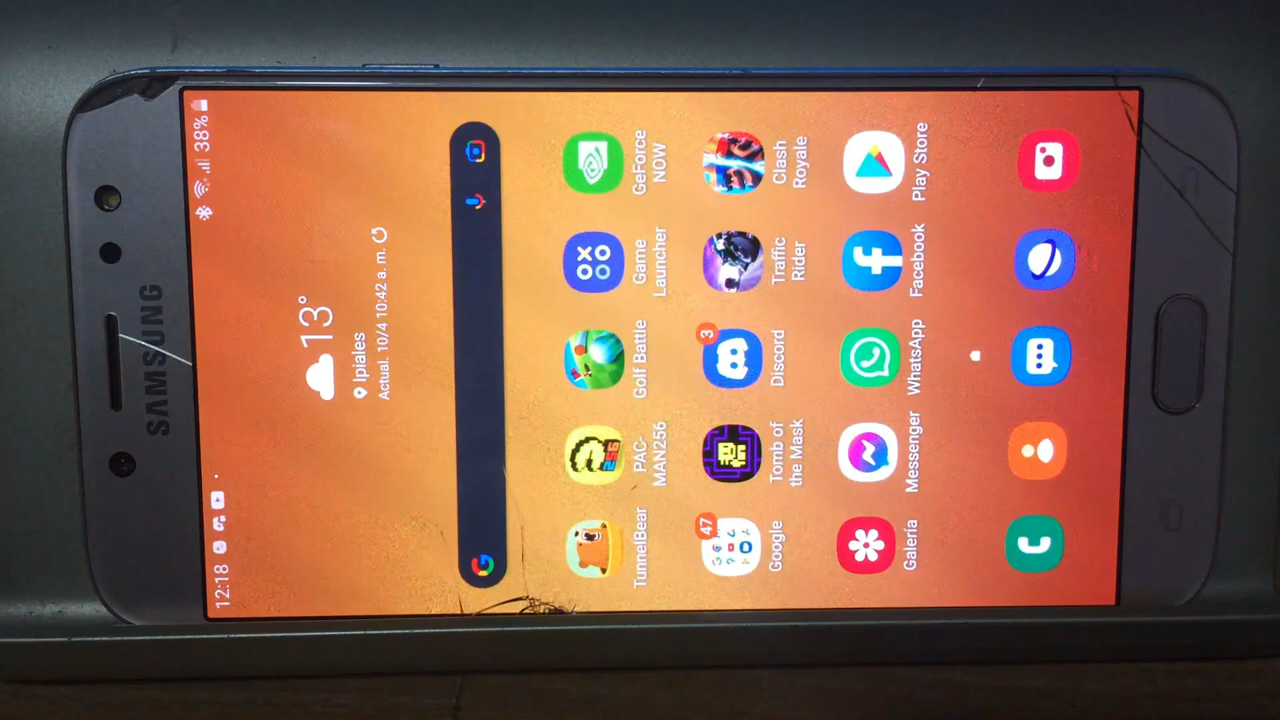 SAMSUNG
12:18
38%
13°
Ipiales
Actual. 10/4 10:42 a. m.
TunnelBear
PAC-
MAN256
Golf Battle
Game
Launcher
GeForce
NOW
47
Google
Tomb of
the Mask
3
Discord
Traffic
Rider
Clash
Royale
Galería
Messenger
WhatsApp
Facebook
Play Store